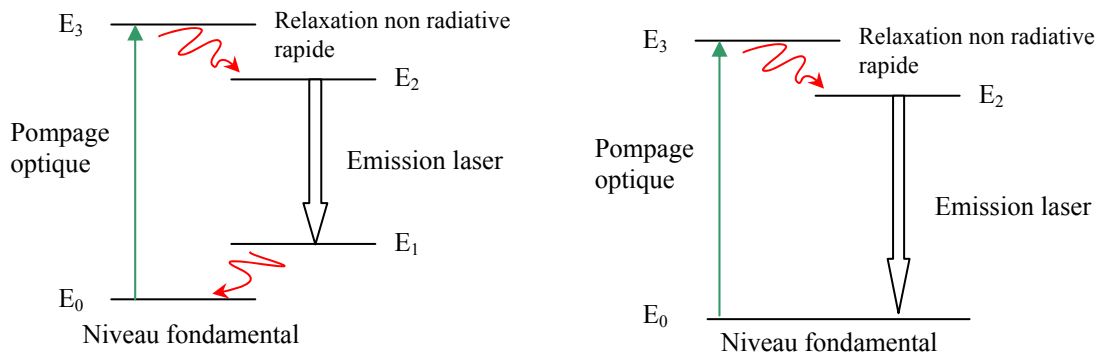 E₃
Relaxation non radiative
rapide
E₂
Pompage
optique
Emission laser
E₁
E₀
Niveau fondamental
E₃
Relaxation non radiative
rapide
E₂
Pompage
optique
Emission laser
E₀
Niveau fondamental